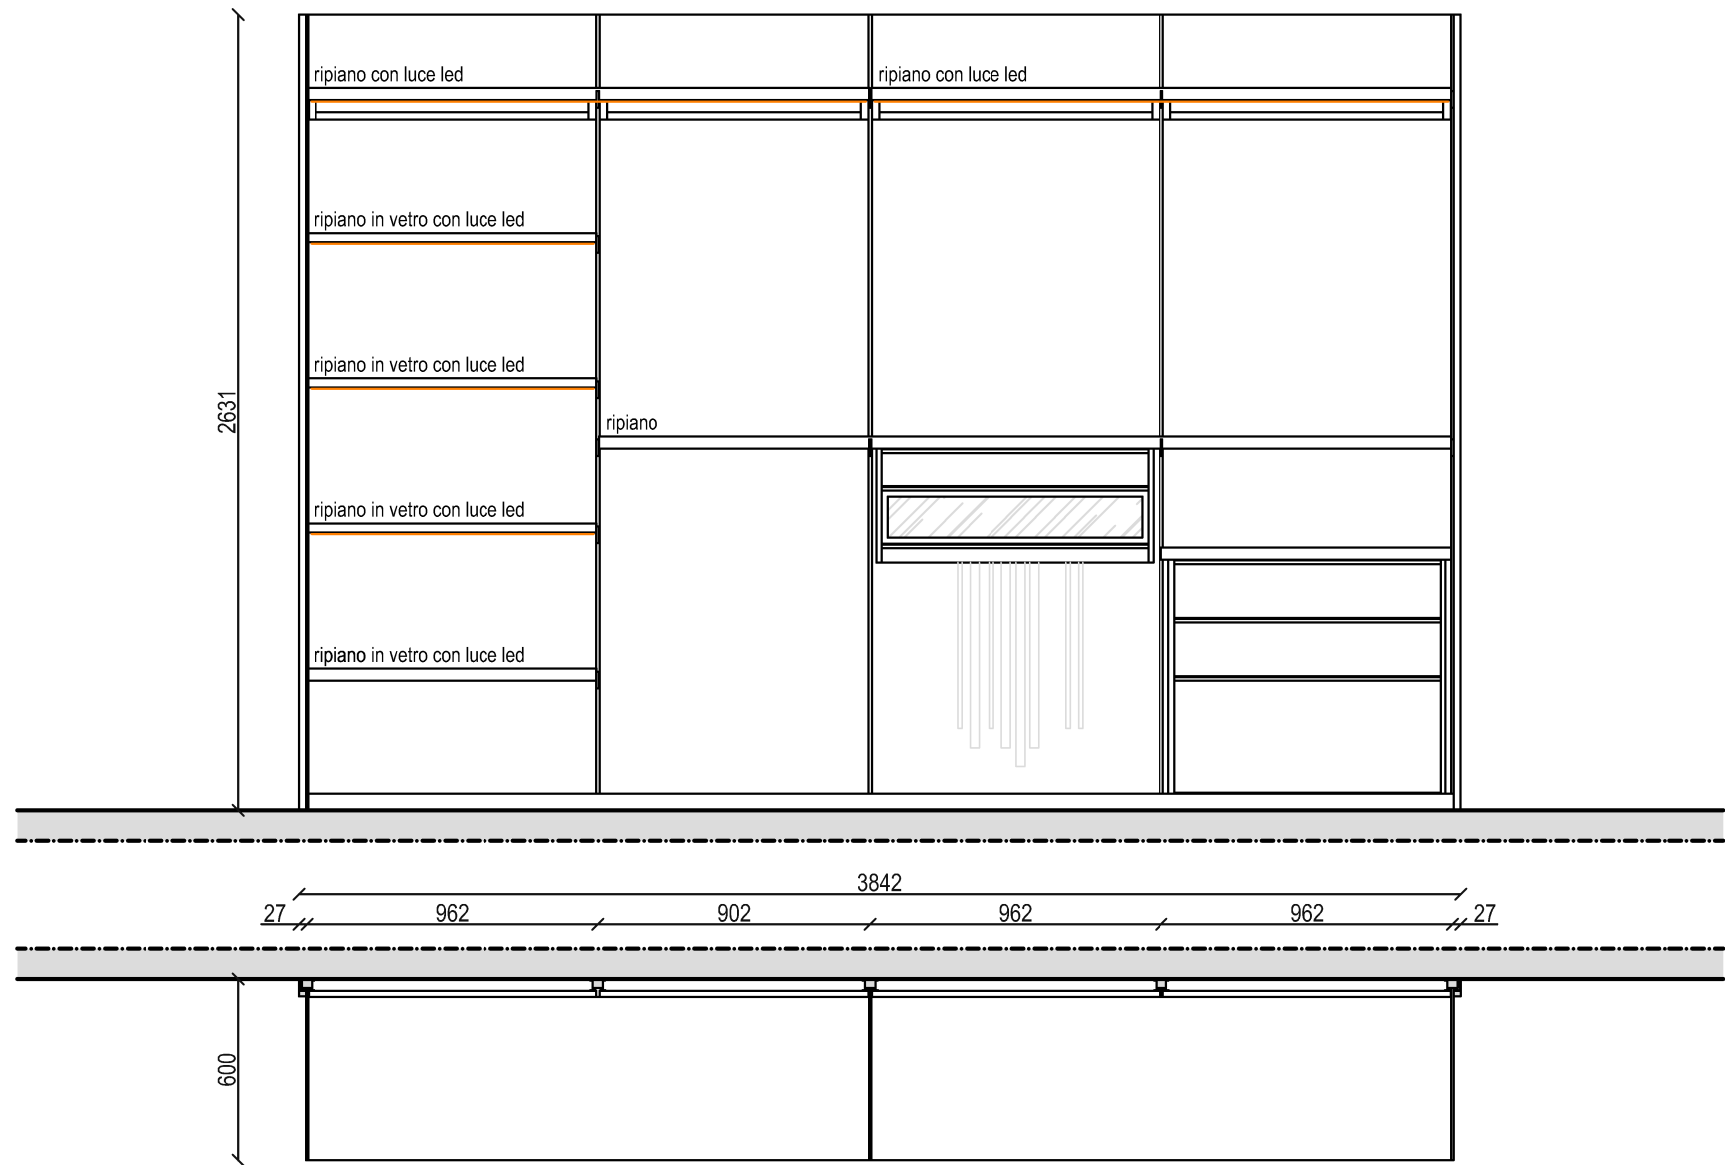 ripiano con luce led
ripiano con luce led
ripiano in vetro con luce led
ripiano in vetro con luce led
2631
ripiano
ripiano in vetro con luce led
ripiano in vetro con luce led
3842
27 962 902 962 962 27
600